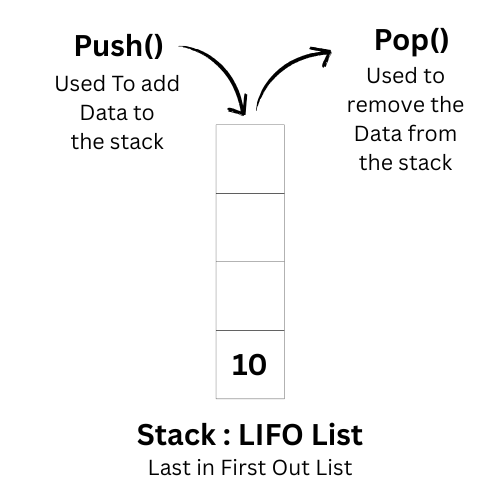 Push()
Used To add
Data to
the stack
Pop()
Used to
remove the
Data from
the stack
10
Stack : LIFO List
Last in First Out List